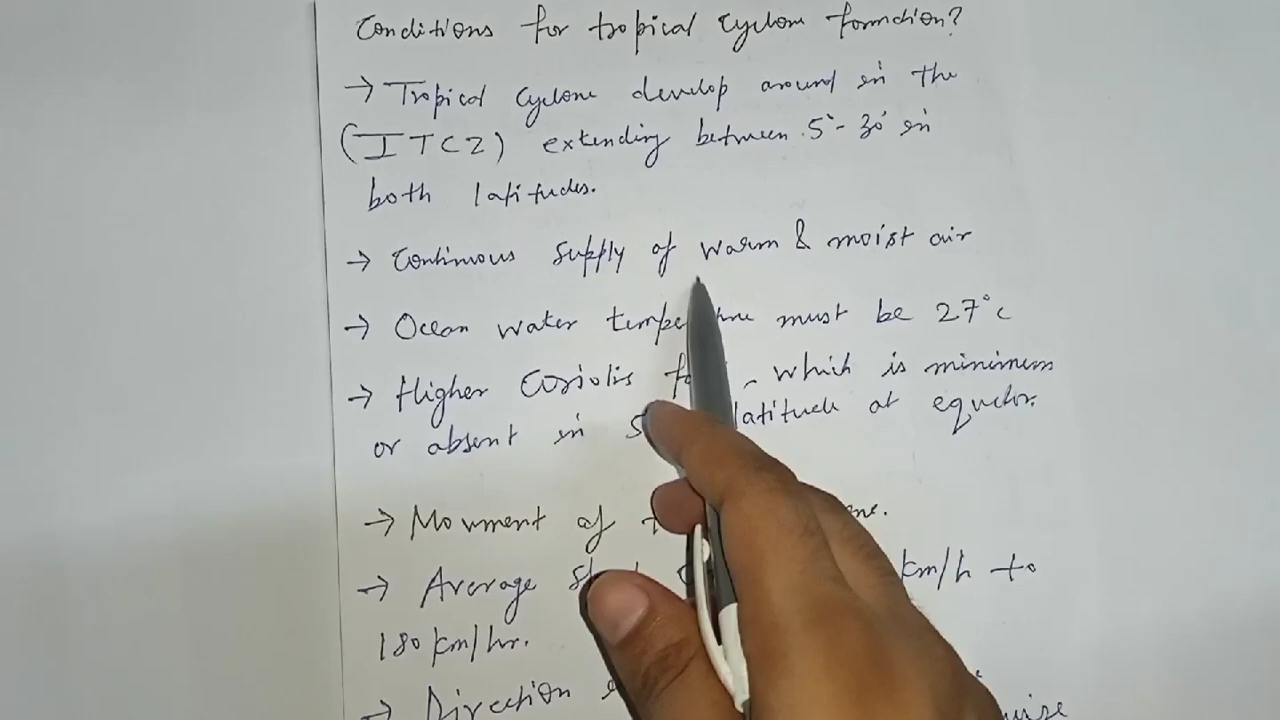 Conditions for tropical cyclone formation?
→ Tropical cyclone develop around in the
(ITCZ) extending between 5°-30° in
both latitudes.
→ Continuous supply of warm & moist air
→ Ocean water temperature must be 27°c
→ Higher Coriolis which is minimum
or absent in latitude at equator.
→ Movment of
→ Average km/h to
180 km/hr.
→ Direction